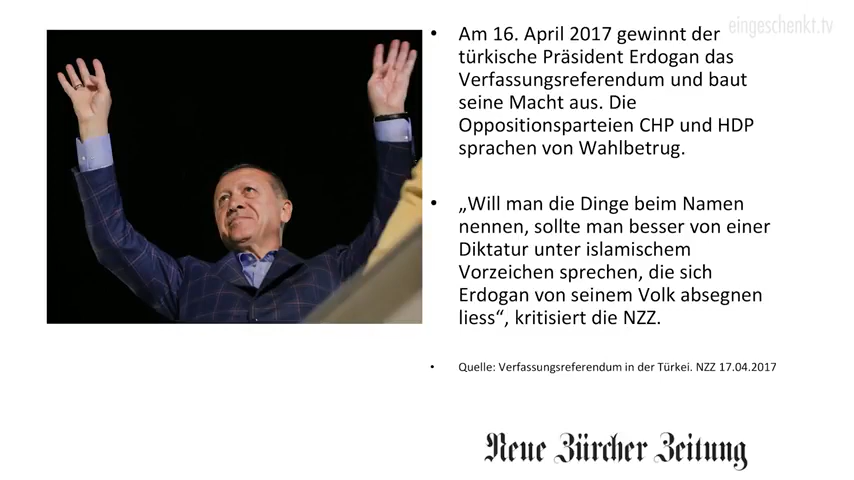 eingeschenkt.tv
• Am 16. April 2017 gewinnt der
türkische Präsident Erdogan das
Verfassungsreferendum und baut
seine Macht aus. Die
Oppositionsparteien CHP und HDP
sprachen von Wahlbetrug.
• „Will man die Dinge beim Namen
nennen, sollte man besser von einer
Diktatur unter islamischem
Vorzeichen sprechen, die sich
Erdogan von seinem Volk absegnen
liess“, kritisiert die NZZ.
• Quelle: Verfassungsreferendum in der Türkei. NZZ 17.04.2017
Neue Zürcher Zeitung